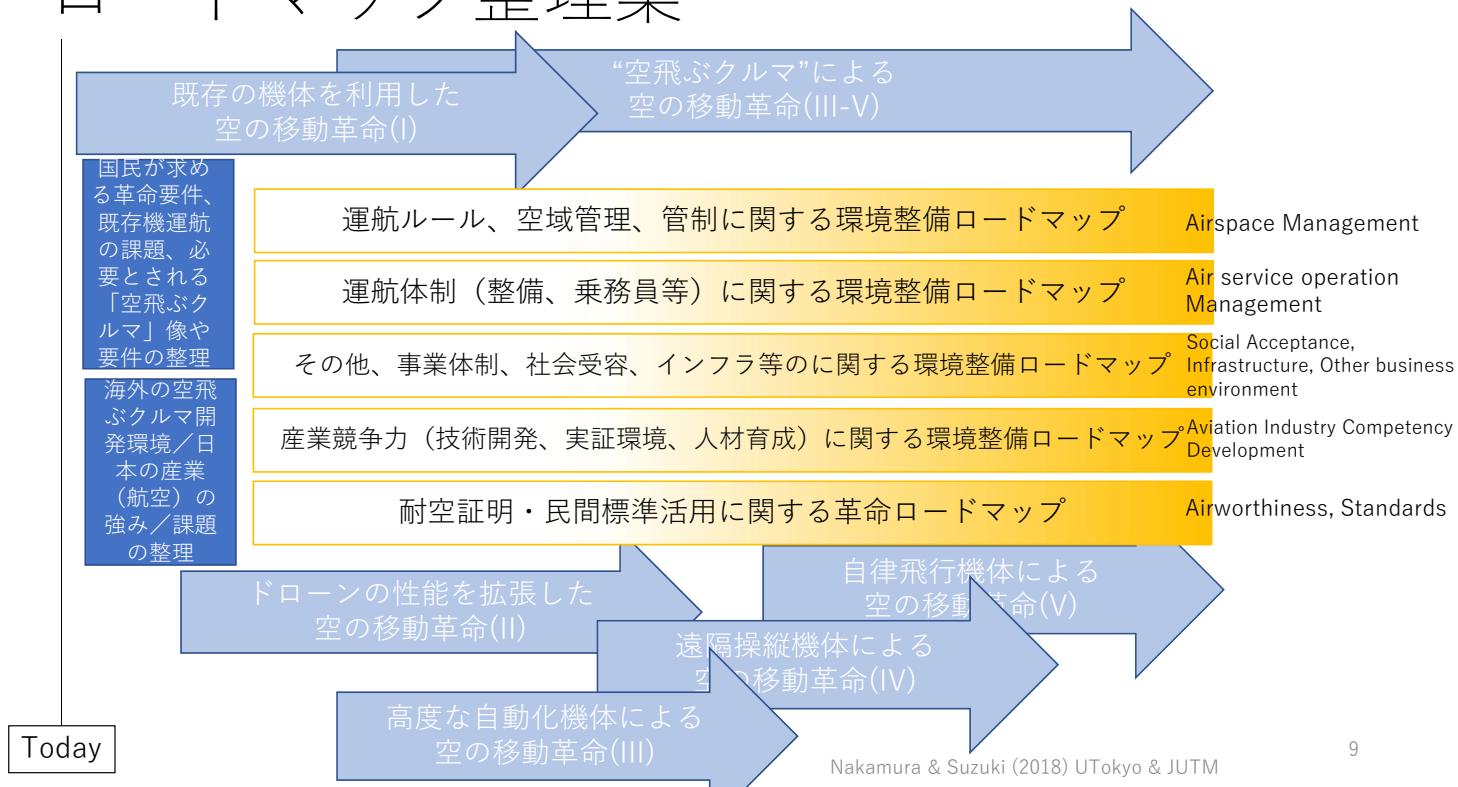 ロードマップ整理案
“空飛ぶクルマ”による
空の移動革命(III-V)
既存の機体を利用した
空の移動革命(I)
国民が求め
る革命要件、
既存機運航
の課題、必
要とされる
「空飛ぶク
ルマ」像や
要件の整理
海外の空飛
ぶクルマ開
発環境／日
本の産業
（航空）の
強み／課題
の整理
運航ルール、空域管理、管制に関する環境整備ロードマップ
Airspace Management
運航体制（整備、乗務員等）に関する環境整備ロードマップ
Air service operation
Management
その他、事業体制、社会受容、インフラ等のに関する環境整備ロードマップ
Social Acceptance,
Infrastructure, Other business
environment
産業競争力（技術開発、実証環境、人材育成）に関する環境整備ロードマップ
Aviation Industry Competency
Development
耐空証明・民間標準活用に関する革命ロードマップ
Airworthiness, Standards
ドローンの性能を拡張した
空の移動革命(II)
自律飛行機体による
空の移動革命(V)
遠隔操縦機体による
空の移動革命(IV)
高度な自動化機体による
空の移動革命(III)
Today
Nakamura & Suzuki (2018) UTokyo & JUTM
9